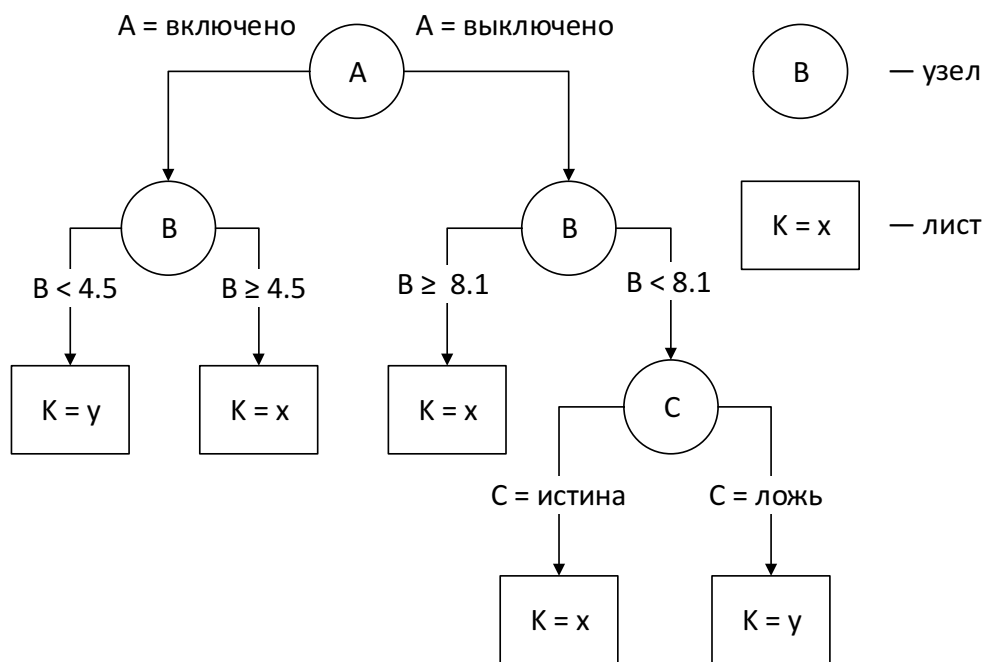 A = включено
A = выключено
A
B
— узел
B
B
K = x
— лист
B < 4.5
B ≥ 4.5
B ≥ 8.1
B < 8.1
K = y
K = x
K = x
C
C = истина
C = ложь
K = x
K = y